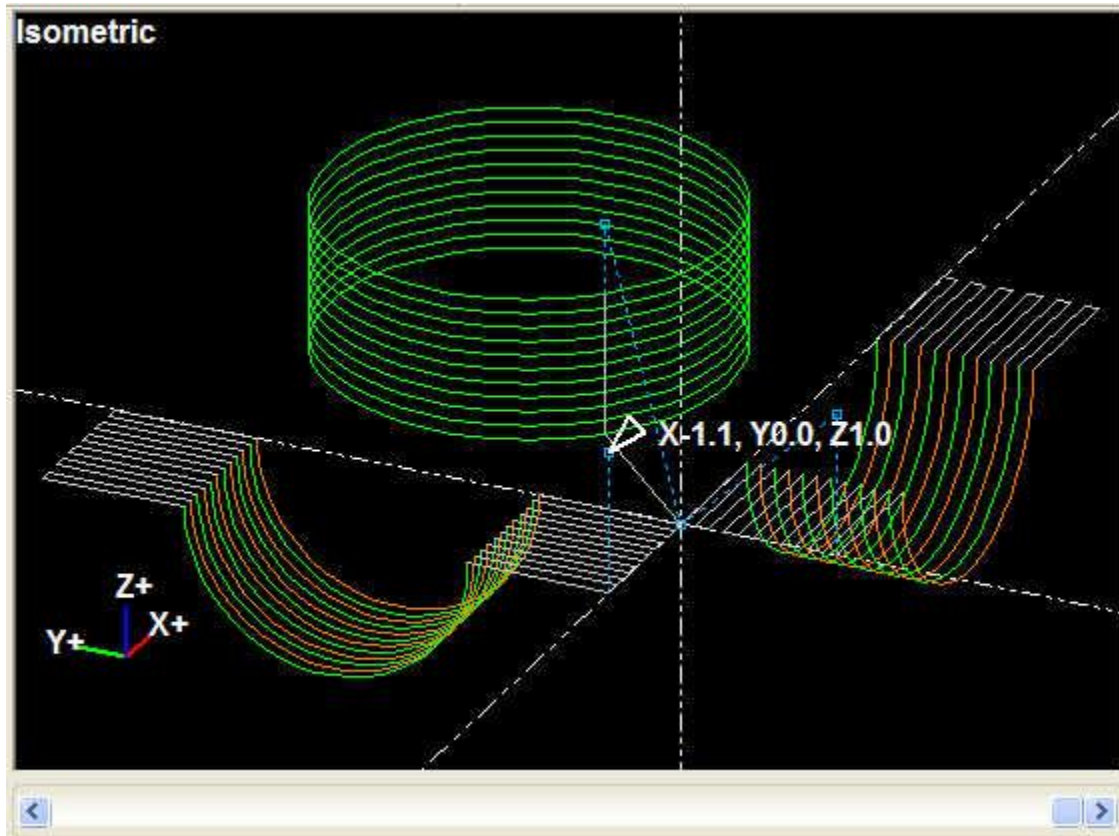 Isometric
X-1.1, Y0.0, Z1.0
Z+
X+
Y+